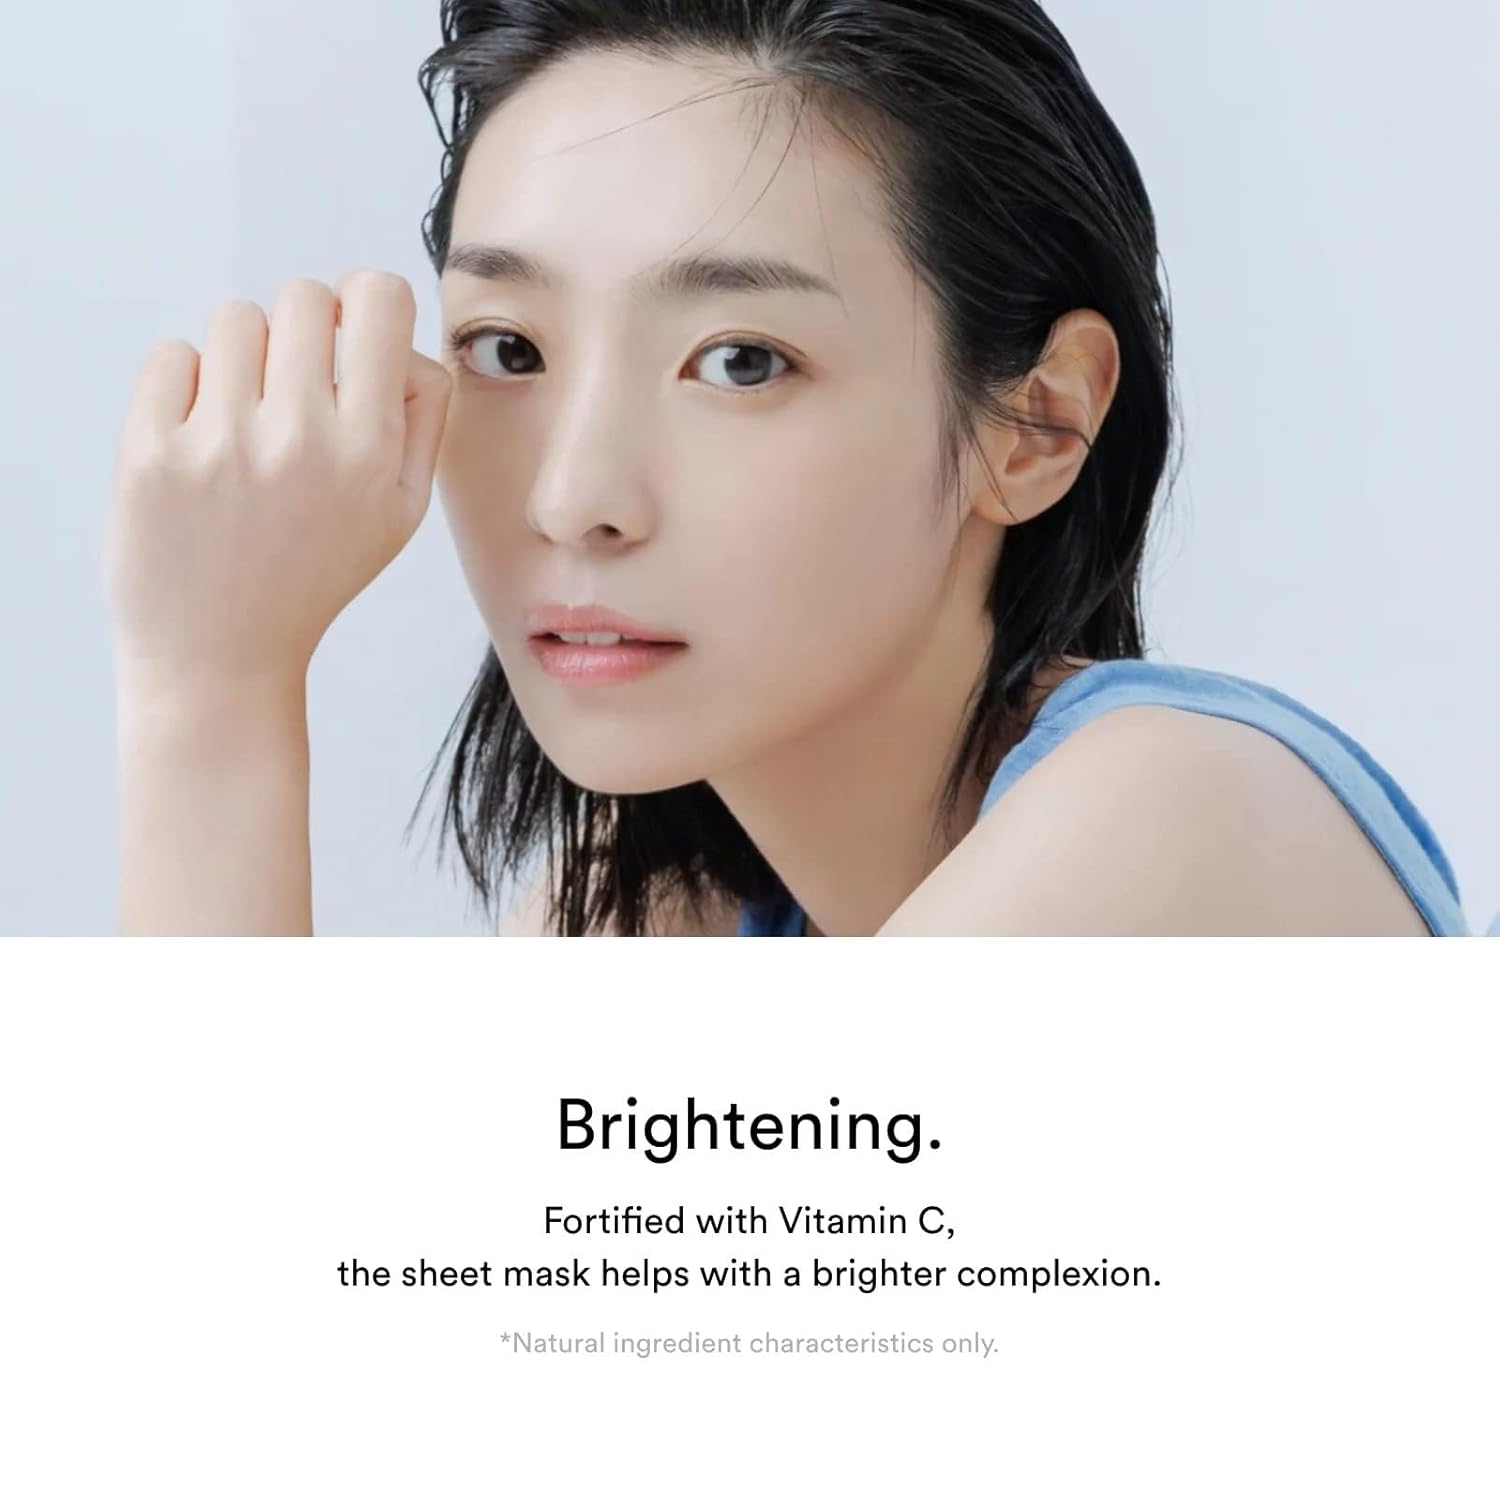 Brightening.
Fortified with Vitamin C,
the sheet mask helps with a brighter complexion.
*Natural ingredient characteristics only.